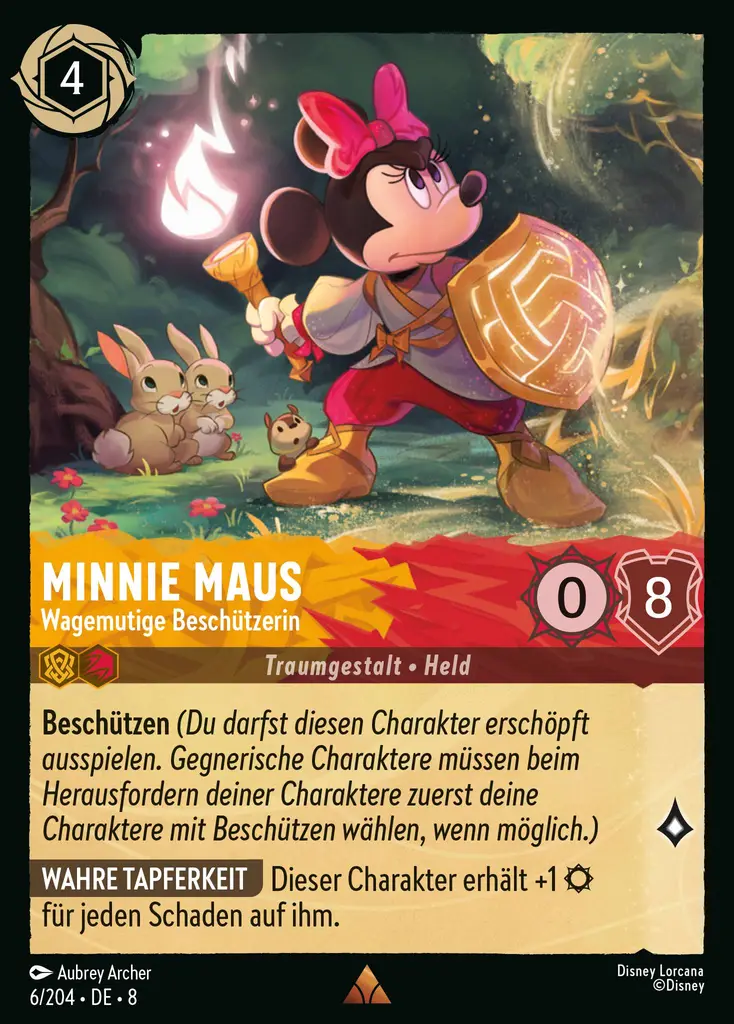 4
MINNIE MAUS
Wagemutige Beschützerin
0
8
Traumgestalt • Held
Beschützen (Du darfst diesen Charakter erschöpft
ausspielen. Gegnerische Charaktere müssen beim
Herausfordern deiner Charaktere zuerst deine
Charaktere mit Beschützen wählen, wenn möglich.)
WAHRE TAPFERKEIT Dieser Charakter erhält +1
für jeden Schaden auf ihm.
Aubrey Archer
6/204 • DE • 8
Disney Lorcana
©Disney